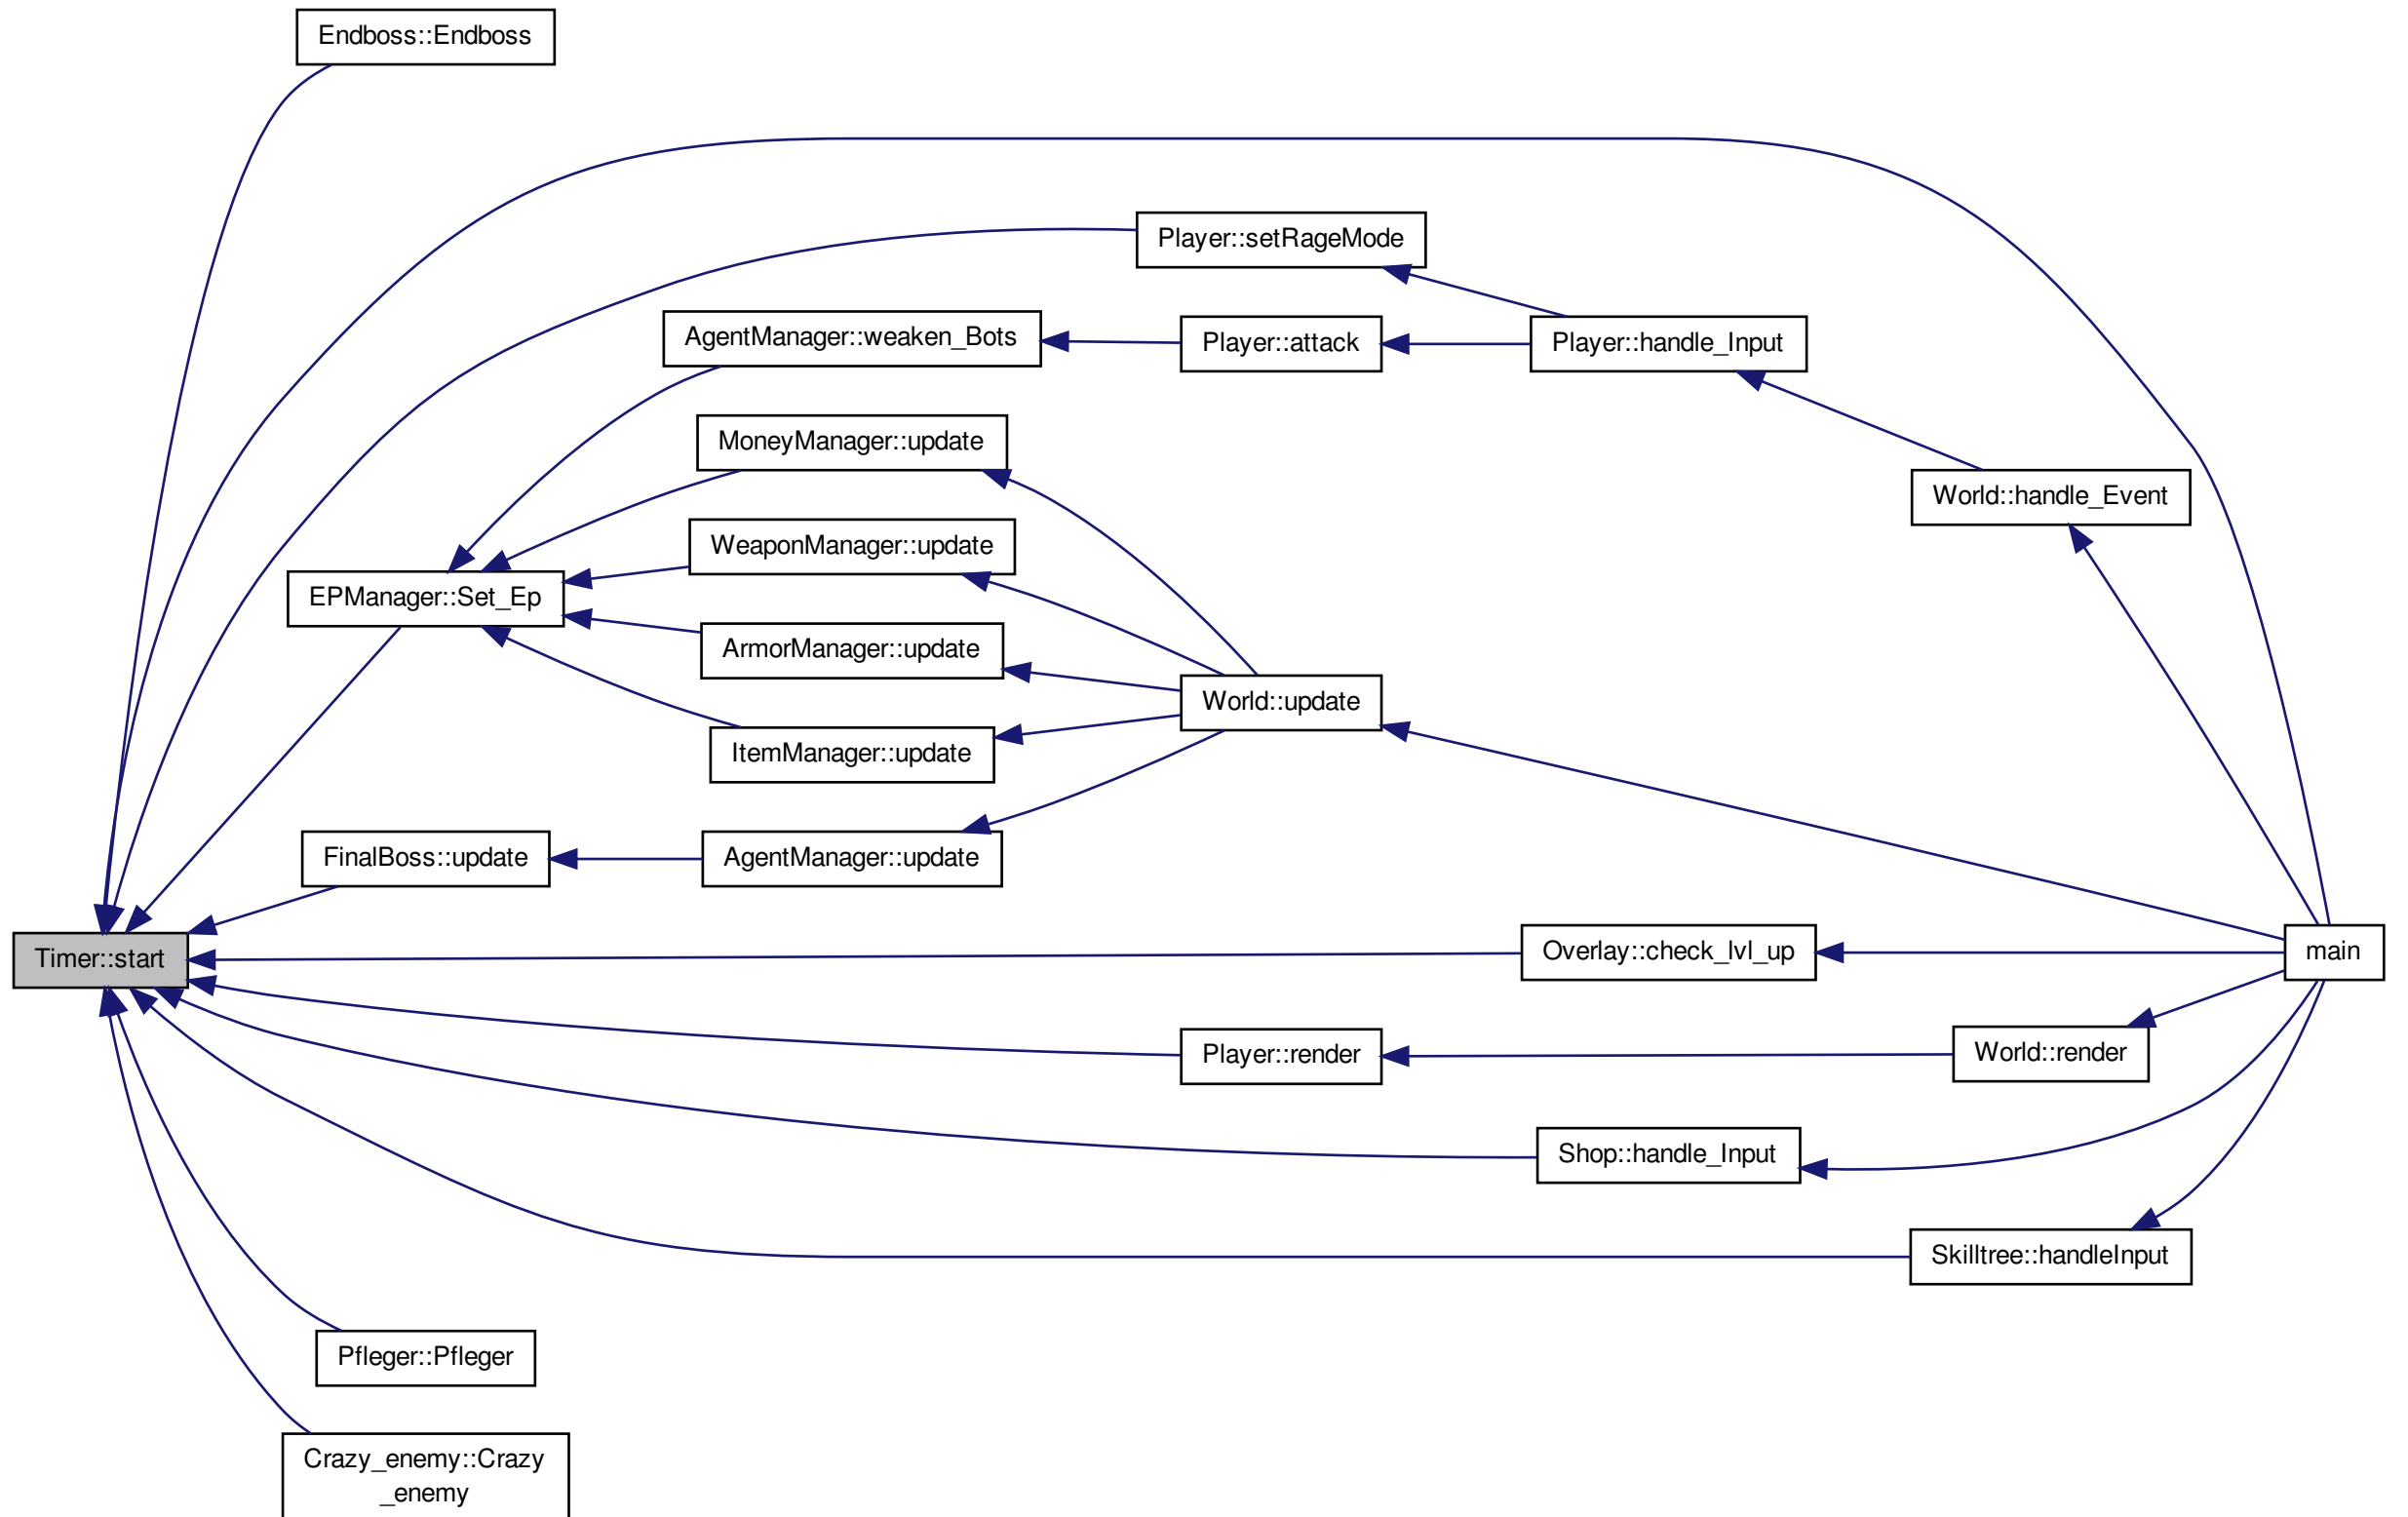 Endboss::Endboss
Player::setRageMode
AgentManager::weaken_Bots
Player::attack
Player::handle_Input
MoneyManager::update
World::handle_Event
WeaponManager::update
EPManager::Set_Ep
ArmorManager::update
World::update
ItemManager::update
FinalBoss::update
AgentManager::update
Timer::start
Overlay::check_lvl_up
main
Player::render
World::render
Shop::handle_Input
Skilltree::handleInput
Pfleger::Pfleger
Crazy_enemy::Crazy
_enemy